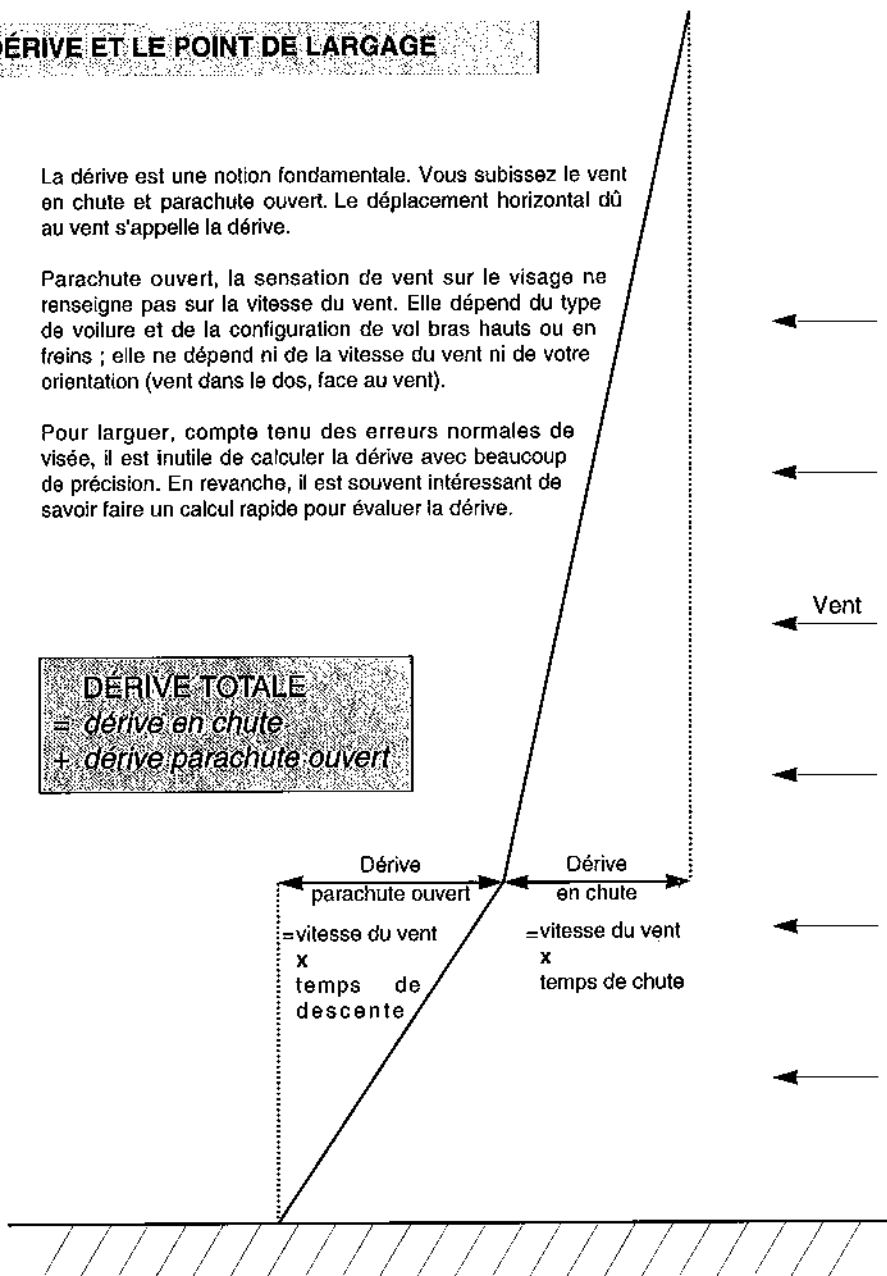 DÉRIVE ET LE POINT DE LARGAGE
La dérive est une notion fondamentale. Vous subissez le vent
en chute et parachute ouvert. Le déplacement horizontal dû
au vent s'appelle la dérive.
Parachute ouvert, la sensation de vent sur le visage ne
renseigne pas sur la vitesse du vent. Elle dépend du type
de voilure et de la configuration de vol bras hauts ou en
freins ; elle ne dépend ni de la vitesse du vent ni de votre
orientation (vent dans le dos, face au vent).
Pour larguer, compte tenu des erreurs normales de
visée, il est inutile de calculer la dérive avec beaucoup
de précision. En revanche, il est souvent intéressant de
savoir faire un calcul rapide pour évaluer la dérive.
Vent
DÉRIVE TOTALE
= dérive en chute
+ dérive parachute ouvert
Dérive
parachute ouvert
=vitesse du vent
x
temps de
descente
Dérive
en chute
=vitesse du vent
x
temps de chute